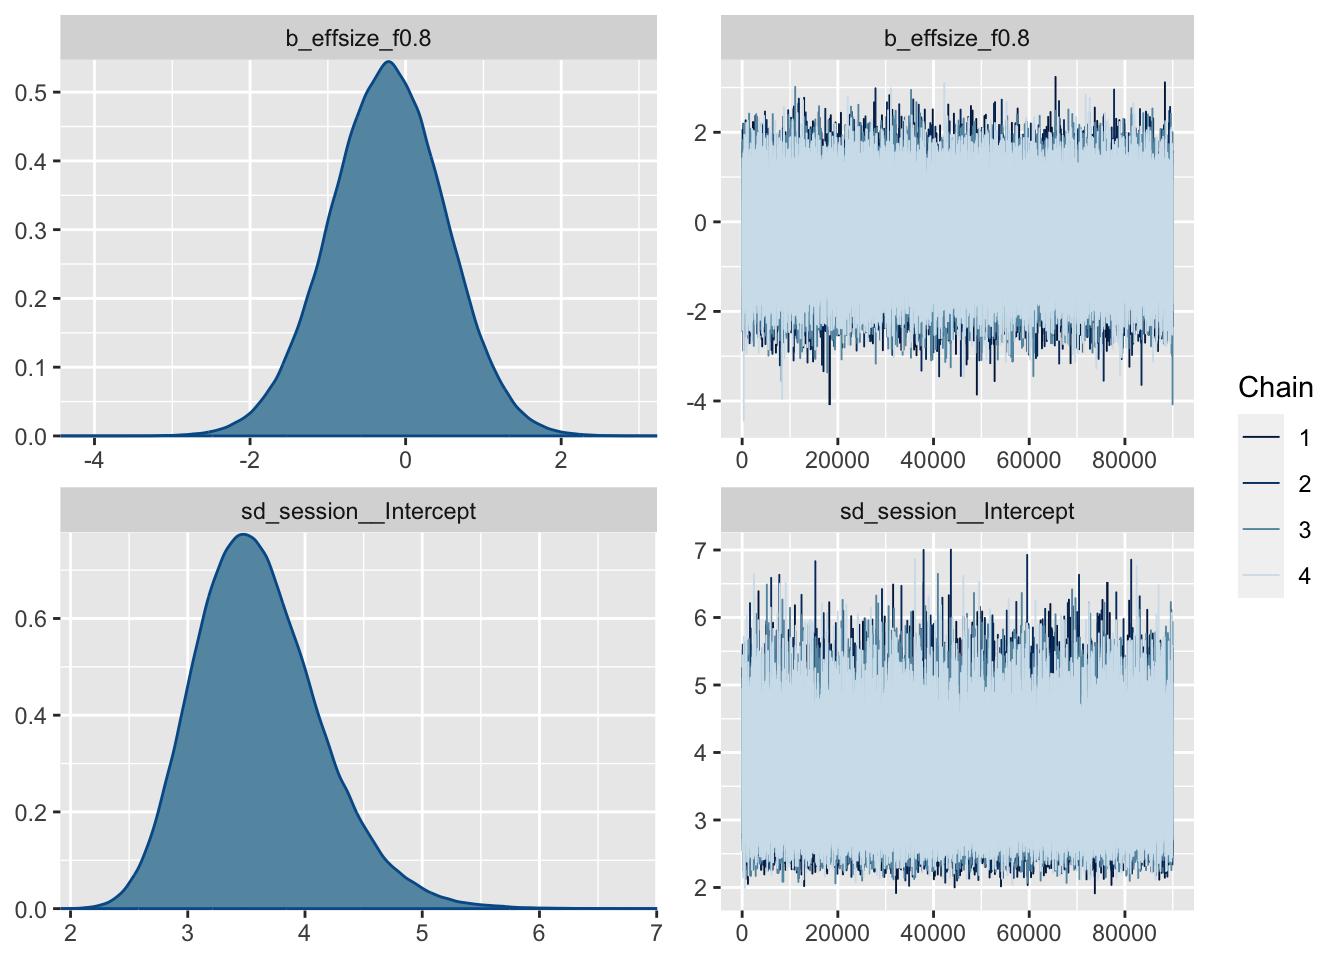 b_effsize_f0.8
0.5
0.4
0.3
0.2
0.1
0.0
-4 -2 0 2
b_effsize_f0.8
2
0
-2
-4
0 20000 40000 60000 80000
sd_session__Intercept
0.6
0.4
0.2
0.0
2 3 4 5 6 7
sd_session__Intercept
7
6
5
4
3
2
0 20000 40000 60000 80000
Chain
1
2
3
4